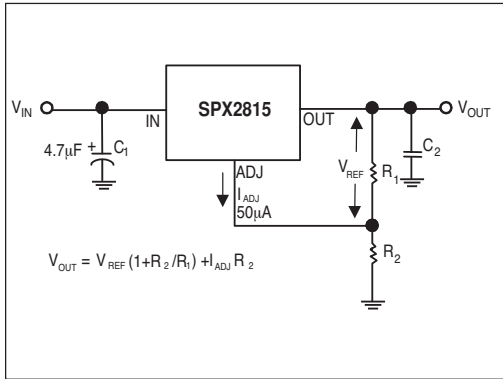 SPX2815
V_IN
IN
OUT
V_OUT
4.7μF + C_1
ADJ
I_ADJ
50μA
V_REF
R_1
C_2
R_2
V_OUT = V_REF (1+R_2/R_1) +I_ADJ R_2